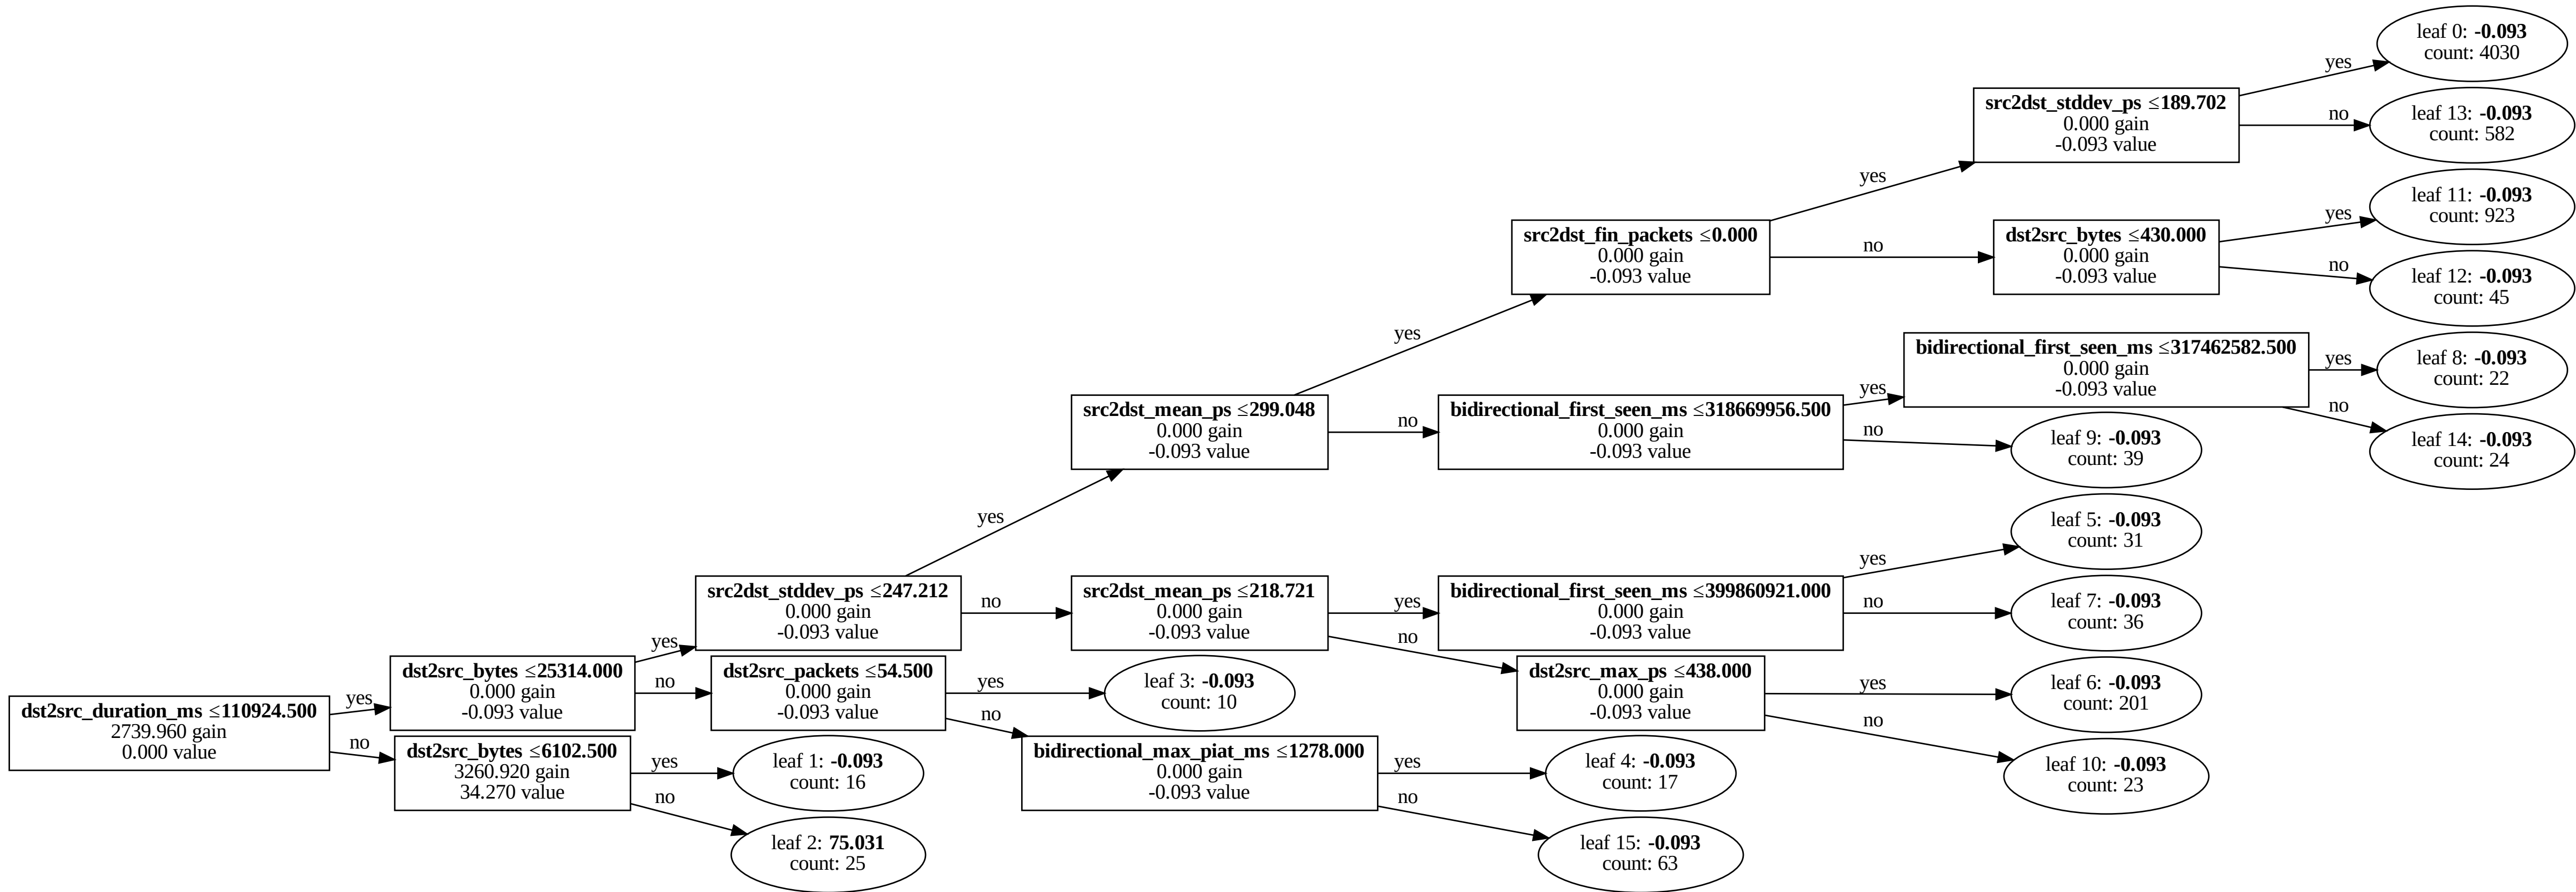 dst2src_duration_ms ≤110924.500
2739.960 gain
0.000 value
yes
no
dst2src_bytes ≤25314.000
0.000 gain
-0.093 value
yes
no
dst2src_bytes ≤6102.500
3260.920 gain
34.270 value
yes
no
src2dst_stddev_ps ≤247.212
0.000 gain
-0.093 value
yes
no
dst2src_packets ≤54.500
0.000 gain
-0.093 value
yes
no
leaf 1: -0.093
count: 16
leaf 2: 75.031
count: 25
src2dst_mean_ps ≤299.048
0.000 gain
-0.093 value
yes
no
src2dst_mean_ps ≤218.721
0.000 gain
-0.093 value
yes
no
leaf 3: -0.093
count: 10
bidirectional_max_piat_ms ≤1278.000
0.000 gain
-0.093 value
yes
no
src2dst_fin_packets ≤0.000
0.000 gain
-0.093 value
yes
no
bidirectional_first_seen_ms ≤318669956.500
0.000 gain
-0.093 value
yes
no
bidirectional_first_seen_ms ≤399860921.000
0.000 gain
-0.093 value
yes
no
dst2src_max_ps ≤438.000
0.000 gain
-0.093 value
yes
no
leaf 4: -0.093
count: 17
leaf 15: -0.093
count: 63
src2dst_stddev_ps ≤189.702
0.000 gain
-0.093 value
yes
no
dst2src_bytes ≤430.000
0.000 gain
-0.093 value
yes
no
bidirectional_first_seen_ms ≤317462582.500
0.000 gain
-0.093 value
yes
no
leaf 9: -0.093
count: 39
leaf 5: -0.093
count: 31
leaf 7: -0.093
count: 36
leaf 6: -0.093
count: 201
leaf 10: -0.093
count: 23
leaf 0: -0.093
count: 4030
leaf 13: -0.093
count: 582
leaf 11: -0.093
count: 923
leaf 12: -0.093
count: 45
leaf 8: -0.093
count: 22
leaf 14: -0.093
count: 24